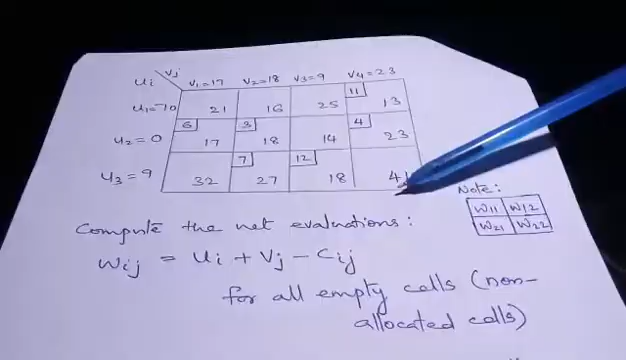 ui vj v1=17 v2=18 v3=9 v4=23
u1=-10 21 16 25 11 13
u2=0 6 17 3 18 14 4 23
u3=9 32 7 27 12 18 41
Note:
w11 w12
w21 w22
Compute the net evaluations:
wij = ui + vj - cij
for all empty cells (non-
allocated cells)